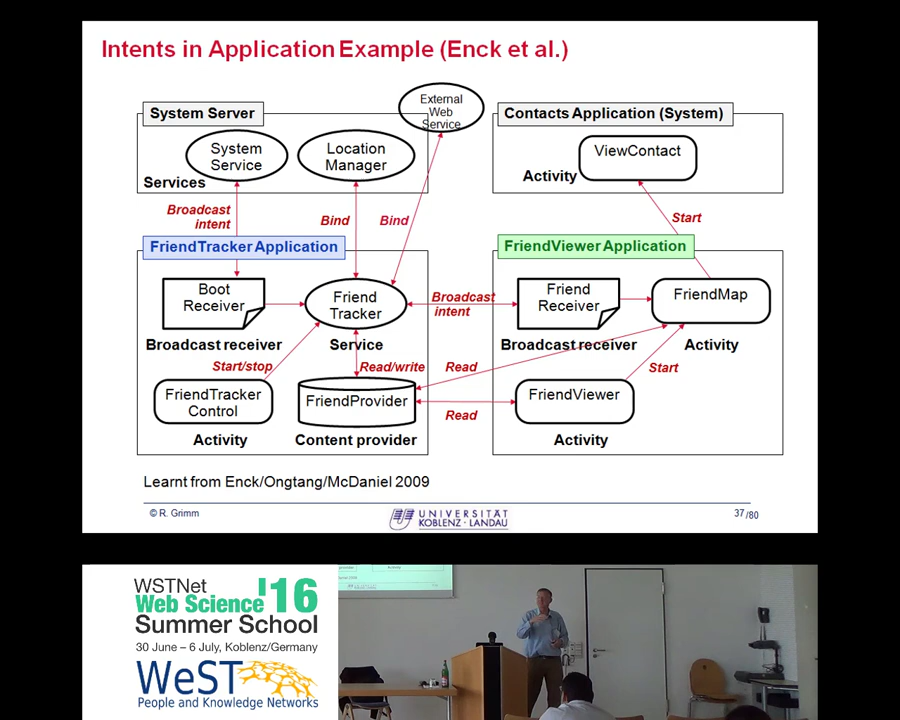 Intents in Application Example (Enck et al.)
External
Web
Service
System Server
Contacts Application (System)
System
Service
Location
Manager
ViewContact
Services
Activity
Broadcast
intent
Bind
Bind
Start
FriendTracker Application
FriendViewer Application
Boot
Receiver
Friend
Tracker
Broadcast
intent
Friend
Receiver
FriendMap
Broadcast receiver
Service
Broadcast receiver
Activity
Start/stop
Read/write
Read
Start
FriendTracker
Control
FriendProvider
FriendViewer
Read
Activity
Content provider
Activity
Learnt from Enck/Ongtang/McDaniel 2009
© R. Grimm
UNIVERSITÄT
KOBLENZ · LANDAU
37/80
WSTNet
Web Science '16
Summer School
30 June – 6 July, Koblenz/Germany
WeST
People and Knowledge Networks